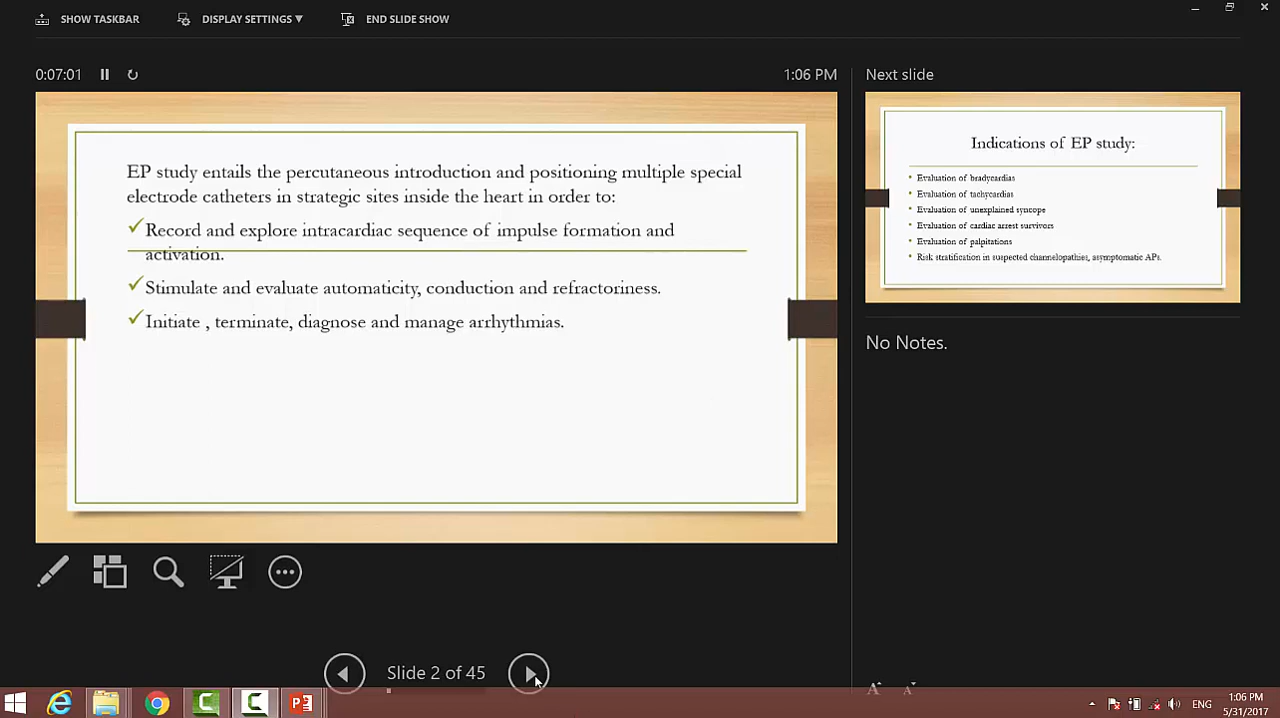 SHOW TASKBAR
DISPLAY SETTINGS ▼
END SLIDE SHOW
0:07:01
1:06 PM
EP study entails the percutaneous introduction and positioning multiple special
electrode catheters in strategic sites inside the heart in order to:
✓Record and explore intracardiac sequence of impulse formation and
activation.
✓Stimulate and evaluate automaticity, conduction and refractoriness.
✓Initiate , terminate, diagnose and manage arrhythmias.
Slide 2 of 45
Next slide
Indications of EP study:
• Evaluation of bradycardias
• Evaluation of tachycardias
• Evaluation of unexplained syncope
• Evaluation of cardiac arrest survivors
• Evaluation of palpitations
• Risk stratification in suspected channelopathies, asymptomatic APs.
No Notes.
A A
ENG
1:06 PM
5/31/2017